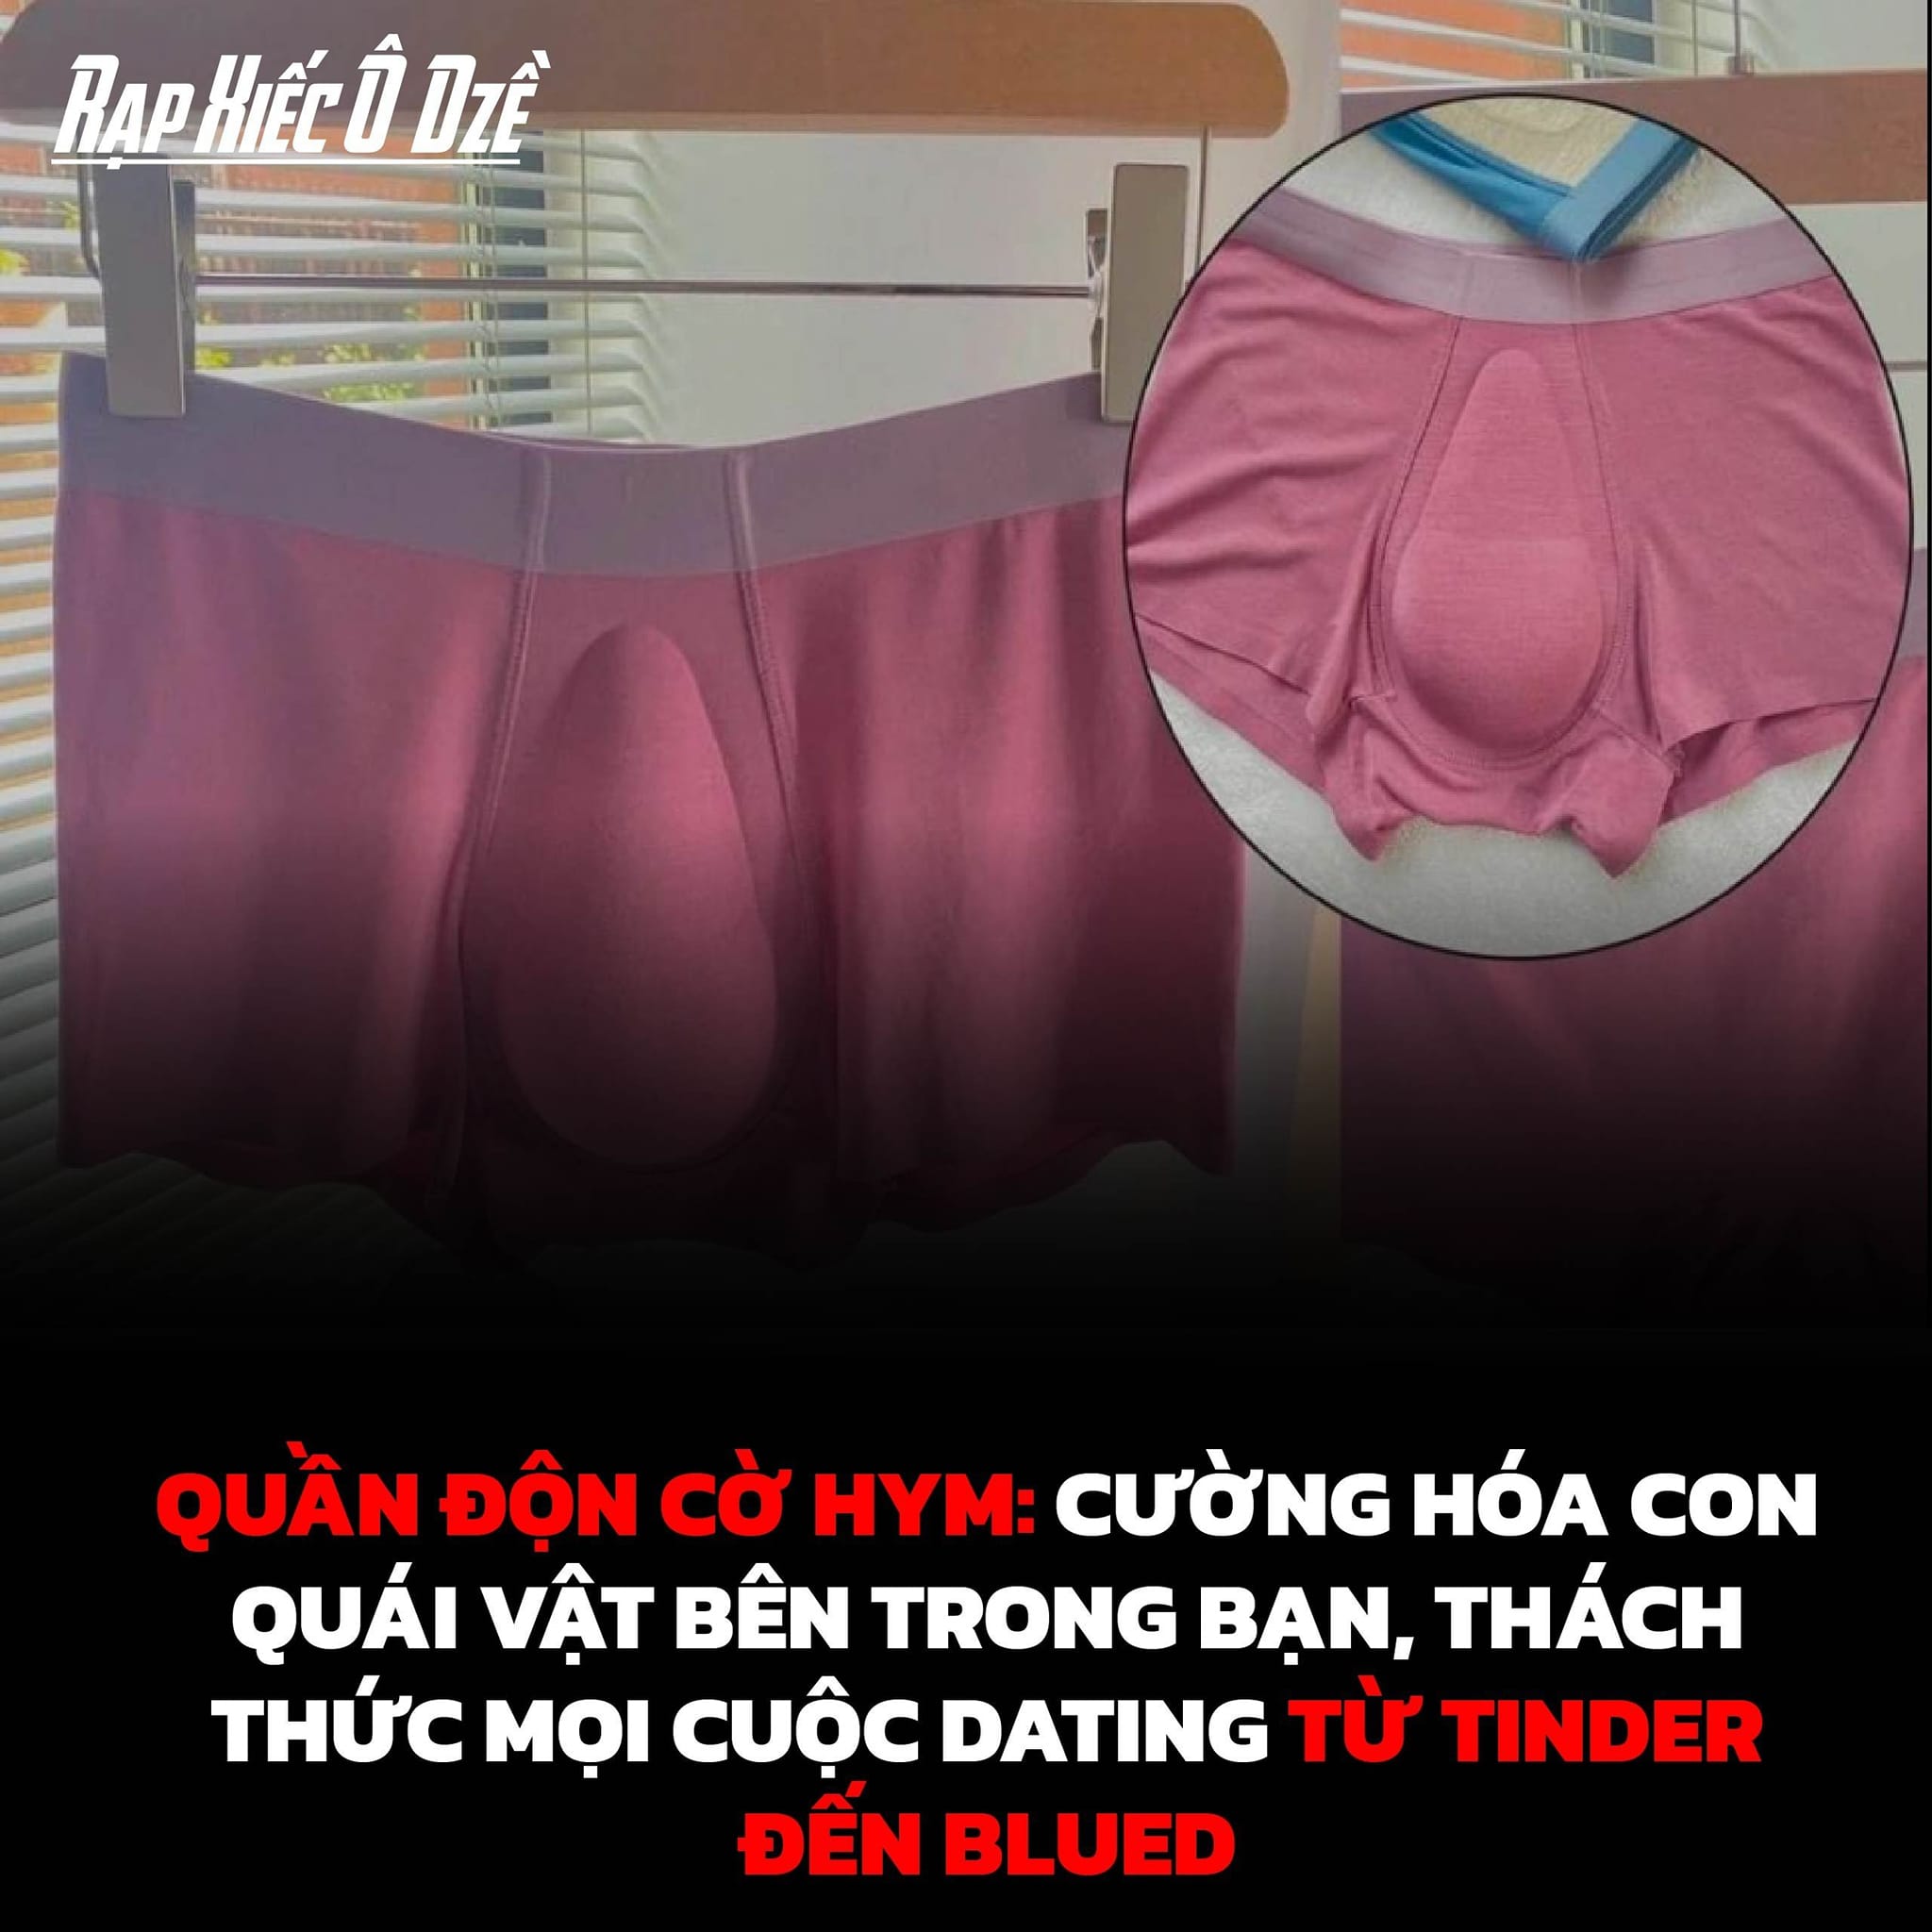 RẠP XIẾC Ô DZỀ
QUẦN ĐỘN CỜ HYM: CƯỜNG HÓA CON
QUÁI VẬT BÊN TRONG BẠN, THÁCH
THỨC MỌI CUỘC DATING TỪ TINDER
ĐẾN BLUED